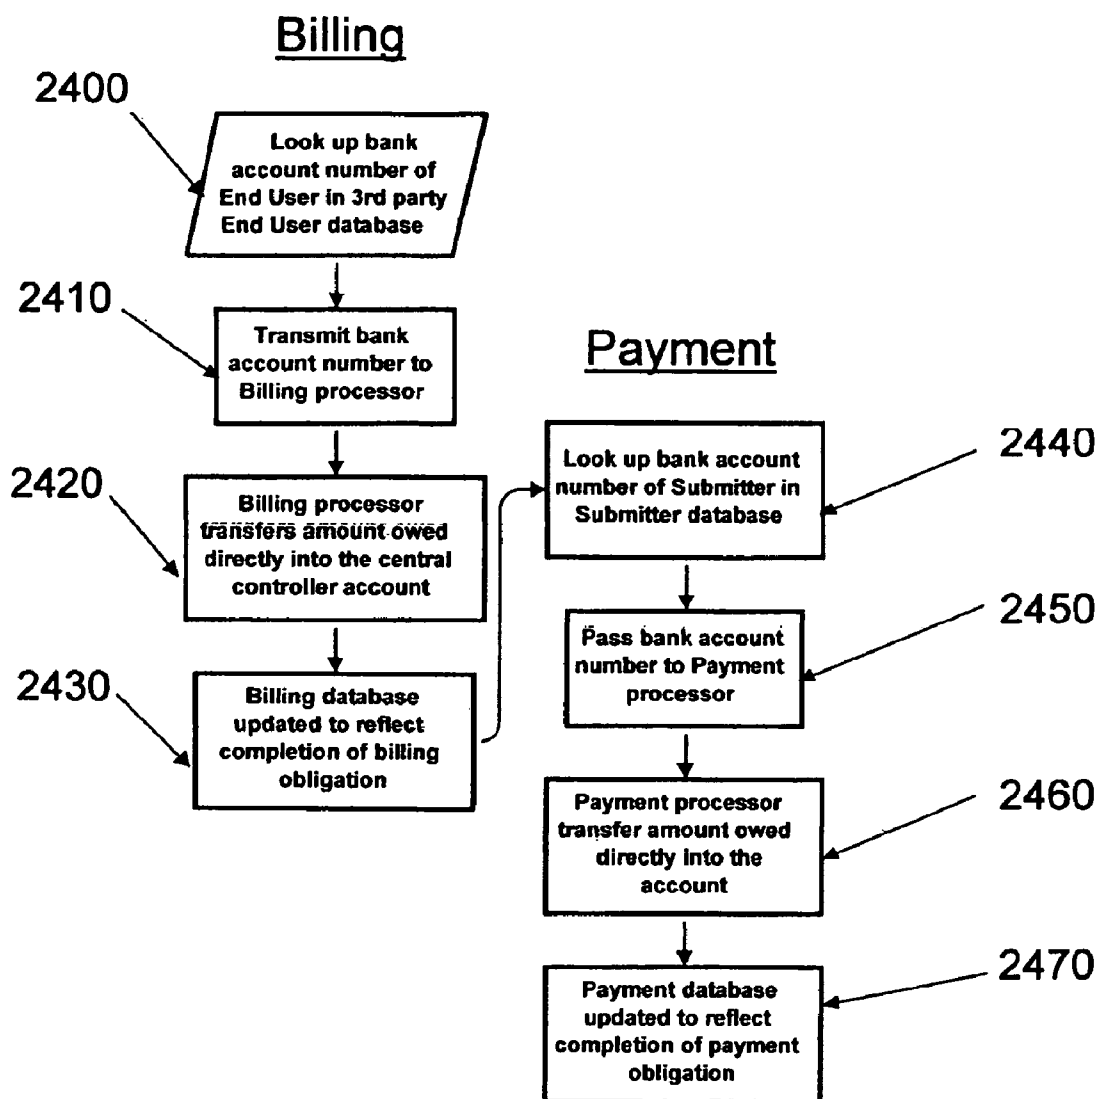 Billing
2400
Look up bank
account number of
End User in 3rd party
End User database
2410
Transmit bank
account number to
Billing processor
2420
Billing processor
transfers amount owed
directly into the central
controller account
2430
Billing database
updated to reflect
completion of billing
obligation
Payment
2440
Look up bank account
number of Submitter in
Submitter database
2450
Pass bank account
number to Payment
processor
2460
Payment processor
transfer amount owed
directly into the
account
2470
Payment database
updated to reflect
completion of payment
obligation